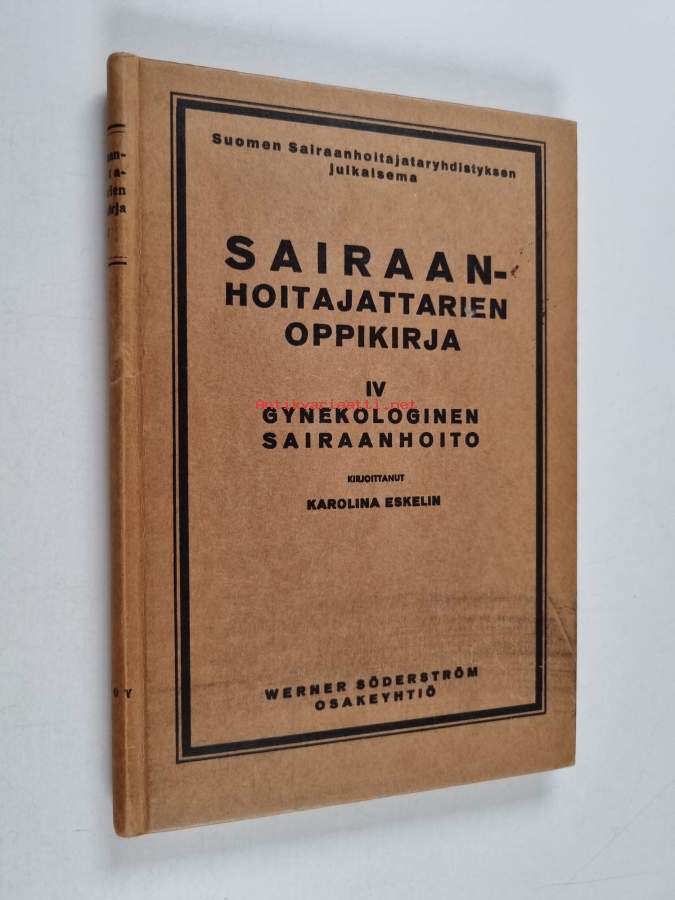 Suomen Sairaanhoitajataryhdistyksen
julkaisema
SAIRAAN-
HOITAJATTARIEN
OPPIKIRJA
IV
Antikvariaatti.net
GYNEKOLOGINEN
SAIRAANHOITO
KIRJOITTANUT
KAROLINA ESKELIN
WERNER SÖDERSTRÖM
OSAKEYHTIÖ